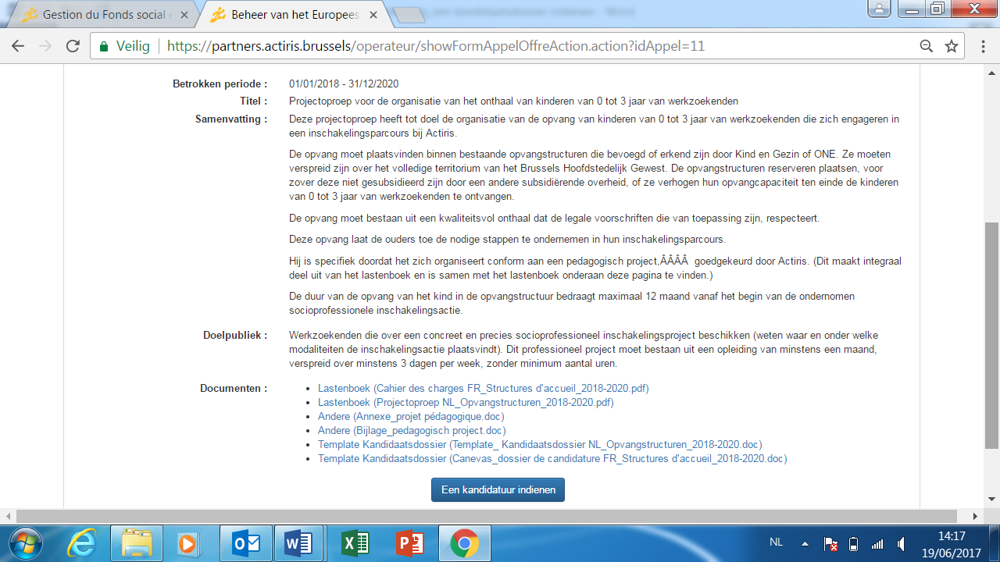 Gestion du Fonds social
Beheer van het Europees
Word
Veilig
https://partners.actiris.brussels/operateur/showFormAppelOffreAction.action?idAppel=11
Betrokken periode : 01/01/2018 - 31/12/2020
Titel : Projectoproep voor de organisatie van het onthaal van kinderen van 0 tot 3 jaar van werkzoekenden
Samenvatting : Deze projectoproep heeft tot doel de organisatie van de opvang van kinderen van 0 tot 3 jaar van werkzoekenden die zich engageren in
een inschakelingsparcours bij Actiris.
De opvang moet plaatsvinden binnen bestaande opvangstructuren die bevoegd of erkend zijn door Kind en Gezin of ONE. Ze moeten
verspreid zijn over het volledige territorium van het Brussels Hoofdstedelijk Gewest. De opvangstructuren reserveren plaatsen, voor
zover deze niet gesubsidieerd zijn door een andere subsidiërende overheid, of ze verhogen hun opvangcapaciteit ten einde de kinderen
van 0 tot 3 jaar van werkzoekenden te ontvangen.
De opvang moet bestaan uit een kwaliteitsvol onthaal dat de legale voorschriften die van toepassing zijn, respecteert.
Deze opvang laat de ouders toe de nodige stappen te ondernemen in hun inschakelingsparcours.
Hij is specifiek doordat het zich organiseert conform aan een pedagogisch project,ÂÂÂÂ goedgekeurd door Actiris. (Dit maakt integraal
deel uit van het lastenboek en is samen met het lastenboek onderaan deze pagina te vinden.)
De duur van de opvang van het kind in de opvangstructuur bedraagt maximaal 12 maand vanaf het begin van de ondernomen
socioprofessionele inschakelingsactie.
Doelpubliek : Werkzoekenden die over een concreet en precies socioprofessioneel inschakelingsproject beschikken (weten waar en onder welke
modaliteiten de inschakelingsactie plaatsvindt). Dit professioneel project moet bestaan uit een opleiding van minstens een maand,
verspreid over minstens 3 dagen per week, zonder minimum aantal uren.
Documenten : • Lastenboek (Cahier des charges FR_Structures d'accueil_2018-2020.pdf)
• Lastenboek (Projectoproep NL_Opvangstructuren_2018-2020.pdf)
• Andere (Annexe_projet pédagogique.doc)
• Andere (Bijlage_pedagogisch project.doc)
• Template Kandidaatsdossier (Template_ Kandidaatsdossier NL_Opvangstructuren_2018-2020.doc)
• Template Kandidaatsdossier (Canevas_dossier de candidature FR_Structures d'accueil_2018-2020.doc)
Een kandidatuur indienen
NL
14:17
19/06/2017